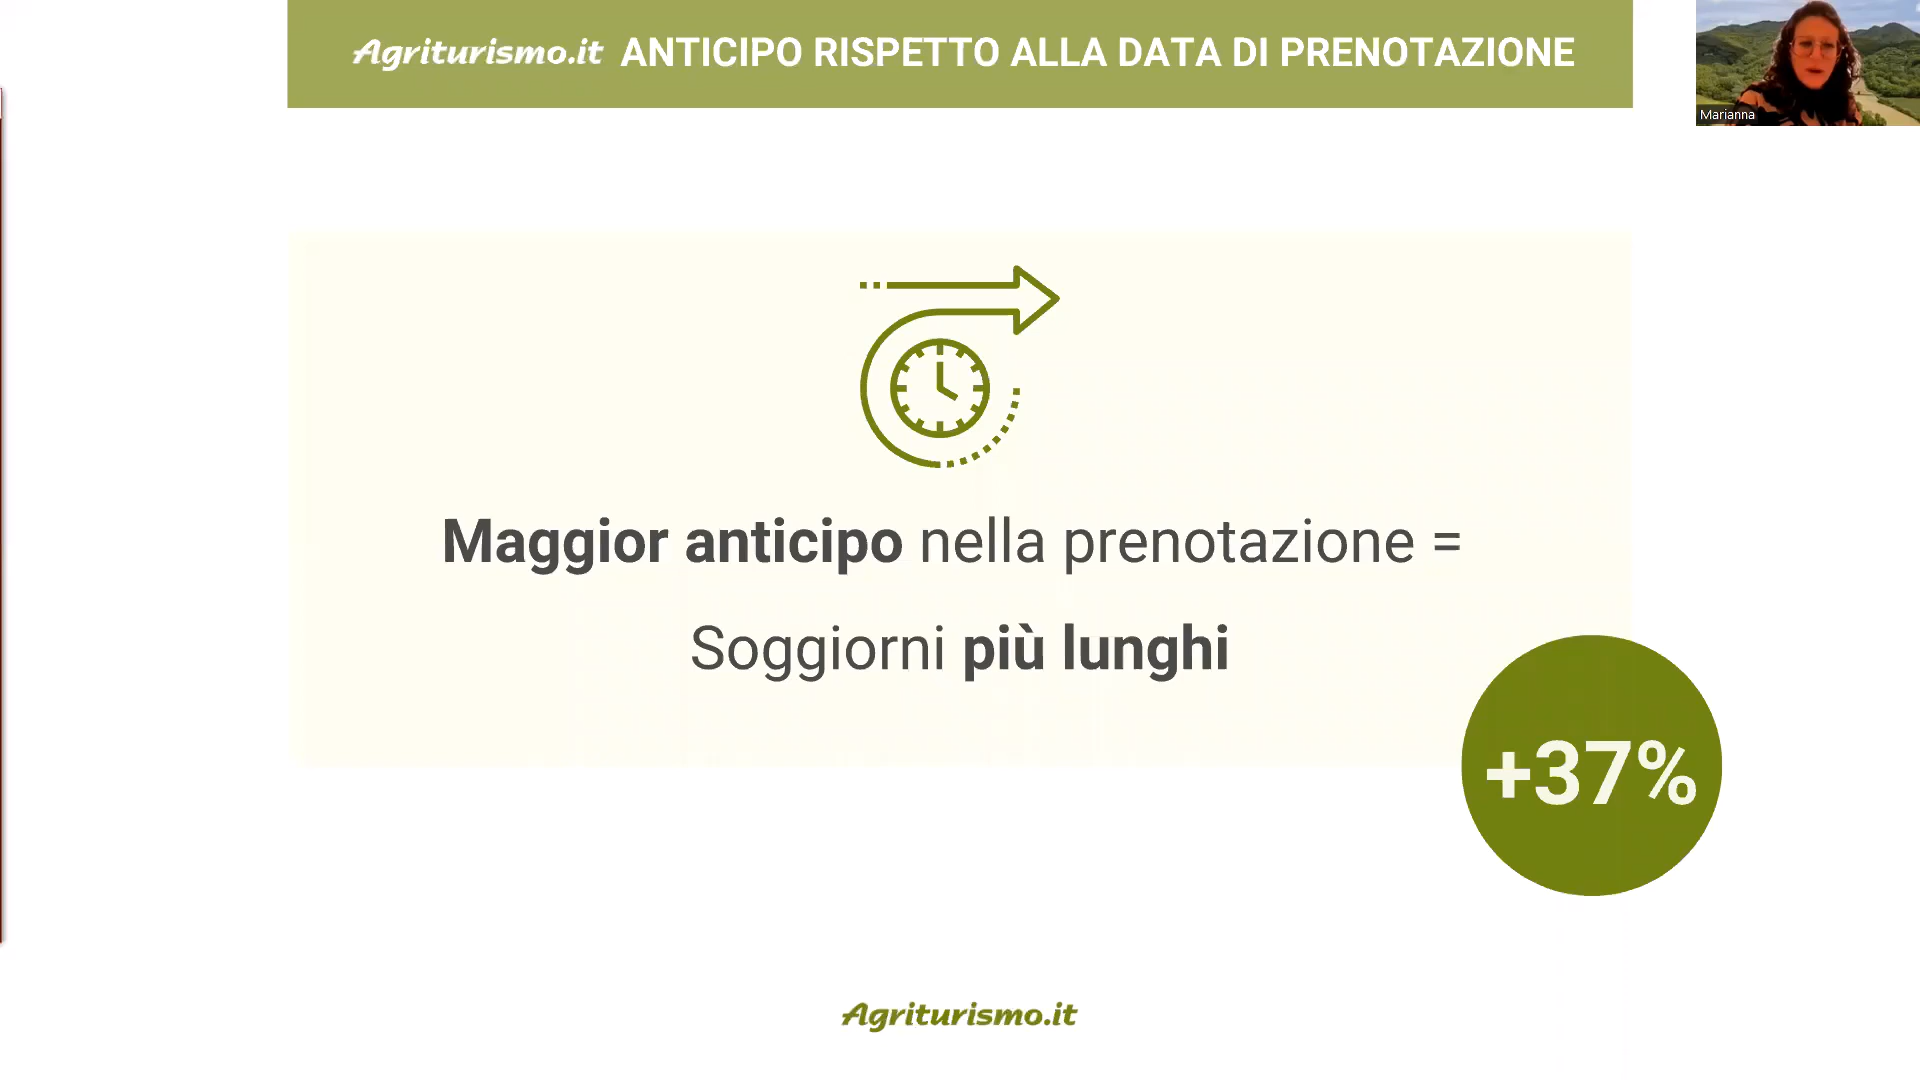 Agriturismo.it ANTICIPO RISPETTO ALLA DATA DI PRENOTAZIONE
Marianna
Maggior anticipo nella prenotazione =
Soggiorni più lunghi
+37%
Agriturismo.it